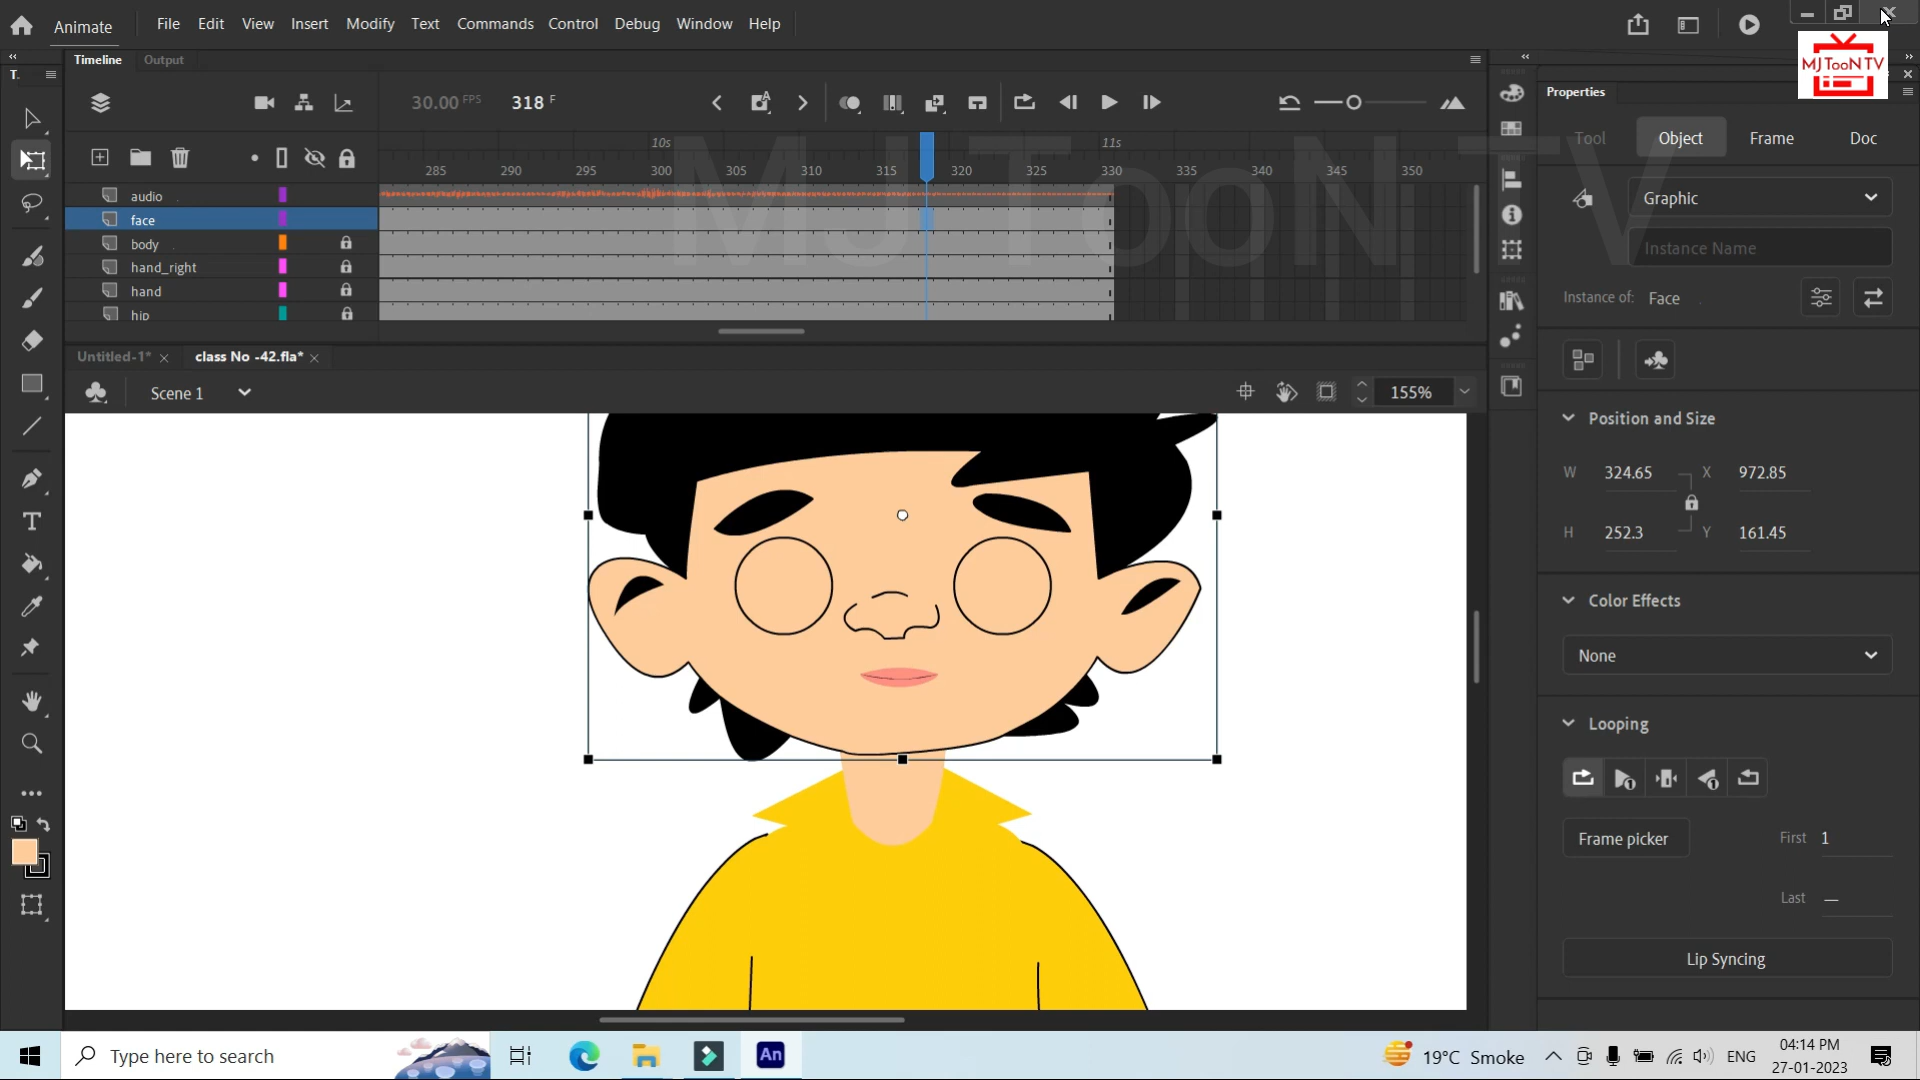 Animate File Edit View Insert Modify Text Commands Control Debug Window Help
MJTooN TV
Timeline Output
T.
Properties
30.00 FPS 318 F
Tool Object Frame Doc
10s 11s
285 290 295 300 305 310 315 320 325 330 335 340 345 350
MJ TooN TV
audio
face
body
hand_right
hand
hip
Graphic
Instance Name
Instance of: Face
Untitled-1* class No -42.fla*
Scene 1
155%
Position and Size
W 324.65 X 972.85
H 252.3 Y 161.45
Color Effects
None
Looping
Frame picker First 1
Last —
Lip Syncing
Type here to search
An
19°C Smoke
ENG
04:14 PM
27-01-2023